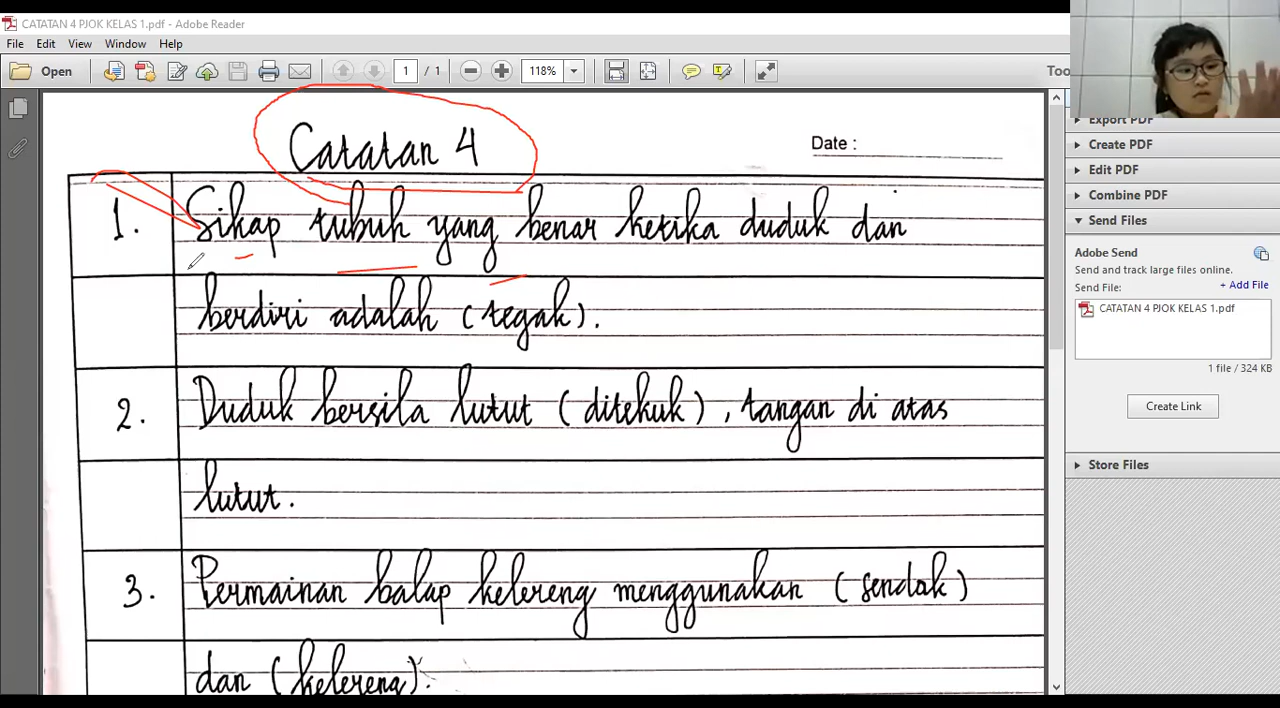 CATATAN 4 PJOK KELAS 1.pdf - Adobe Reader
File Edit View Window Help
Open 1 / 1 118% Too
Export PDF
Create PDF
Edit PDF
Combine PDF
Send Files
Adobe Send
Send and track large files online.
Send File:
+ Add File
CATATAN 4 PJOK KELAS 1.pdf
1 file / 324 KB
Create Link
Store Files
Catatan 4
Date :
1. Sikap tubuh yang benar ketika duduk dan
berdiri adalah (tegak).
2. Duduk bersila lutut (ditekuk), tangan di atas
lutut.
3. Permainan balap kelereng menggunakan (sendok)
dan (kelereng).